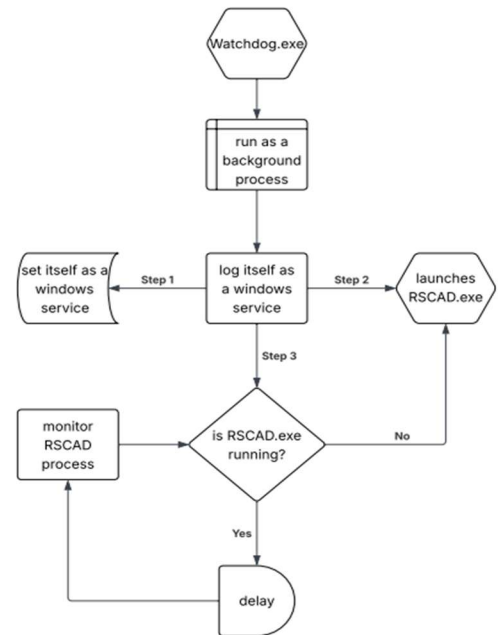 Watchdog.exe
run as a
background
process
set itself as a
windows
service
Step 1
log itself as
a windows
service
Step 2
launches
RSCAD.exe
Step 3
monitor
RSCAD
process
is RSCAD.exe
running?
No
Yes
delay